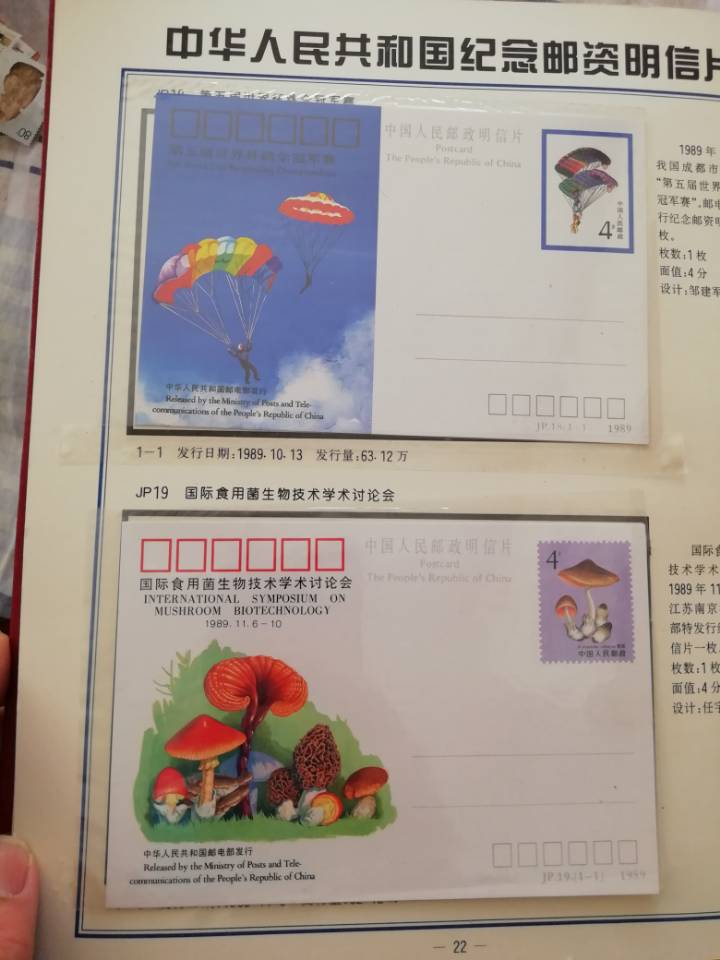 中华人民共和国纪念邮资明信片
第五届世界跳伞冠军赛
中国人民邮政明信片
Postcard
The People's Republic of China
4
中国人民邮政
中华人民共和国邮电部发行
Released by the Ministry of Posts and Tele-
communications of the People's Republic of China
JP.18.(1-1) 1989
1989年
我国成都市
“第五届世界
冠军赛”,邮电
行纪念邮资明
枚。
枚数:1枚
面值:4分
设计:邹建军
1-1 发行日期:1989.10.13 发行量:63.12万
JP19 国际食用菌生物技术学术讨论会
国际食用菌生物技术学术讨论会
INTERNATIONAL SYMPOSIUM ON
MUSHROOM BIOTECHNOLOGY
1989.11.6-10
中国人民邮政明信片
Postcard
The People's Republic of China
4
中国人民邮政
中华人民共和国邮电部发行
Released by the Ministry of Posts and Tele-
communications of the People's Republic of China
JP.19.(1-1) 1989
国际食
技术学术
1989年11
江苏南京
部特发行
信片一枚
枚数:1枚
面值:4分
设计:任宇
— 22 —